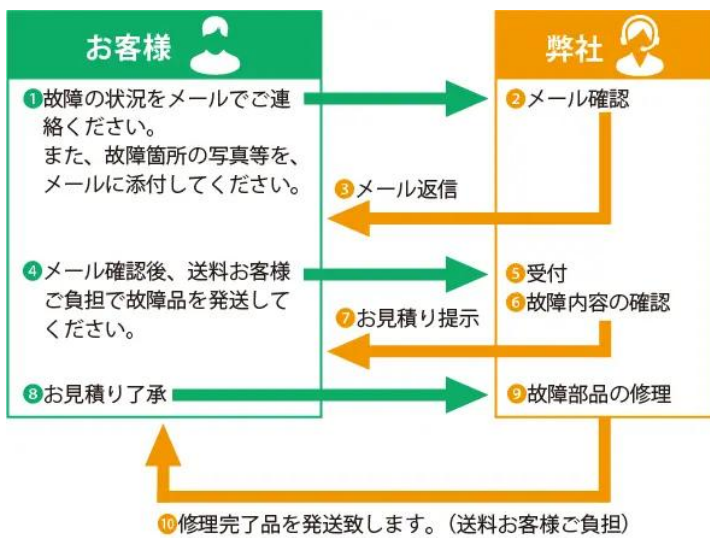 お客様
弊社
❶故障の状況をメールでご連
絡ください。
また、故障箇所の写真等を、
メールに添付してください。
❷メール確認
❸メール返信
❹メール確認後、送料お客様
ご負担で故障品を発送して
ください。
❺受付
❻故障内容の確認
❼お見積り提示
❽お見積り了承
❾故障部品の修理
❿修理完了品を発送致します。（送料お客様ご負担）